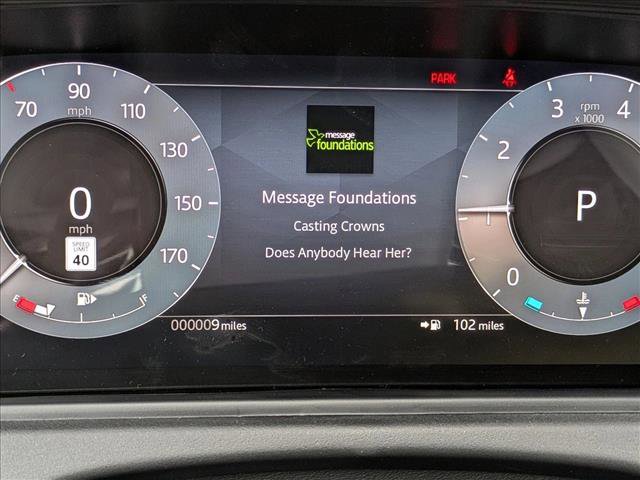 PARK
70
90
mph
110
130
150
170
0
mph
SPEED
LIMIT
40
E
F
message
foundations
Message Foundations
Casting Crowns
Does Anybody Hear Her?
000009 miles
102 miles
0
1
2
3
4
rpm
x 1000
P